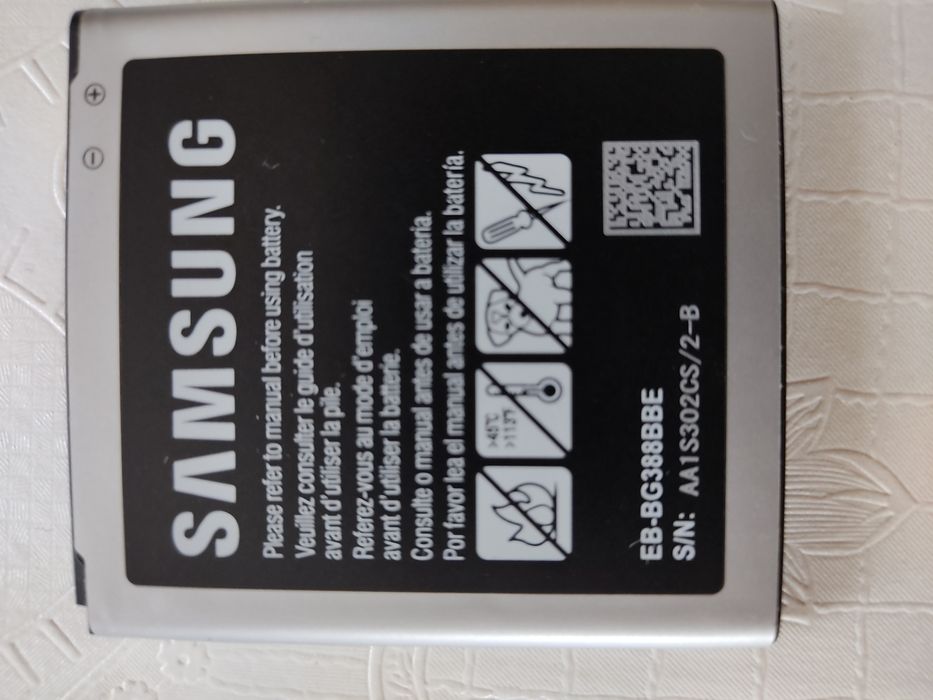 SAMSUNG
Please refer to manual before using battery.
Veuillez consulter le guide d'utilisation
avant d'utiliser la pile.
Referez-vous au mode d'emploi
avant d'utiliser la batterie.
Consulte o manual antes de usar a bateria.
Por favor lea el manual antes de utilizar la batería.
>45℃
>113℉
EB-BG388BBE
S/N: AA1S302CS/2-B